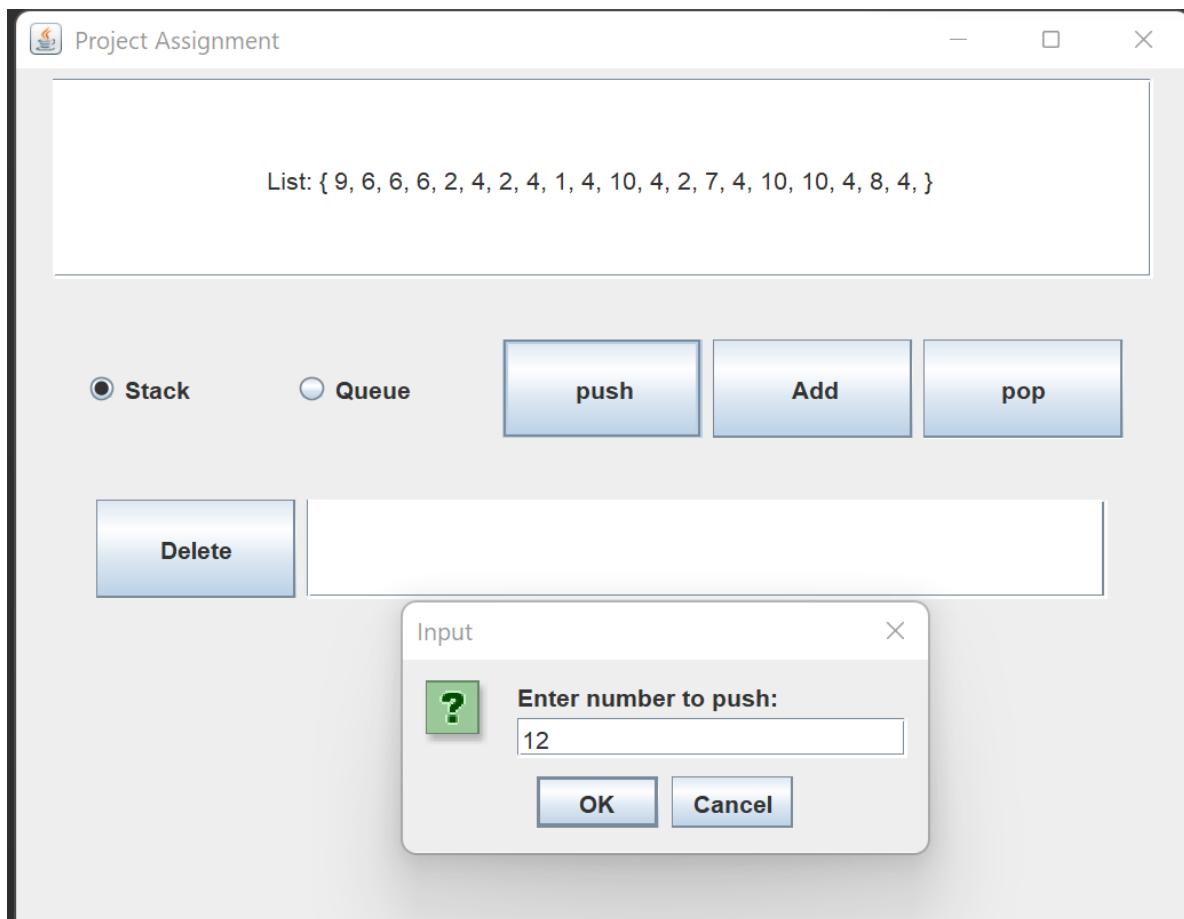 Project Assignment
List: { 9, 6, 6, 6, 2, 4, 2, 4, 1, 4, 10, 4, 2, 7, 4, 10, 10, 4, 8, 4, }
Stack Queue push Add pop
Delete
Input
?
Enter number to push:
12
OK Cancel